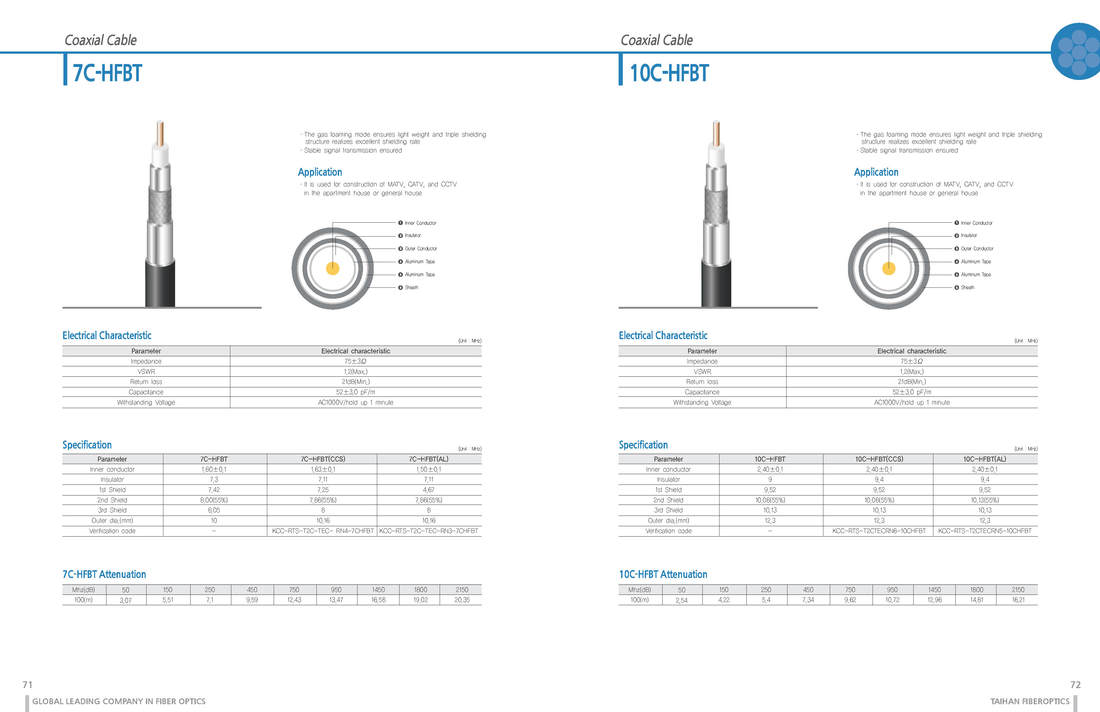 Coaxial Cable
7C-HFBT
· The gas foaming mode ensures light weight and triple shielding
structure realizes excellent shielding rate
· Stable signal transmission ensured
Application
· It is used for construction of MATV, CATV, and CCTV
in the apartment house or general house
❶ Inner Conductor
❷ Insulator
❸ Outer Conductor
❹ Aluminum Tape
❺ Aluminum Tape
❻ Sheath
Electrical Characteristic
(Unit : MHz)
Parameter Electrical characteristic
Impedance 75±3Ω
VSWR 1.2(Max.)
Return loss 21dB(Min.)
Capacitance 52±3.0 pF/m
Withstanding Voltage AC1000V/hold up 1 minute
Specification
(Unit : MHz)
Parameter 7C-HFBT 7C-HFBT(CCS) 7C-HFBT(AL)
Inner conductor 1.80±0.1 1.63±0.1 1.50±0.1
Insulator 7.3 7.11 7.11
1st Shield 7.42 7.25 4.67
2nd Shield 8.00(55%) 7.86(55%) 7.86(55%)
3rd Shield 8.05 8 8
Outer dia.(mm) 10 10.16 10.16
Verification code - KCC-RTS-T2C-TEC- RN4-7CHFBT KCC-RTS-T2C-TEC-RN3-7CHFBT
7C-HFBT Attenuation
Mhz(dB) 50 150 250 450 750 950 1450 1800 2150
100(m) 3.07 5.51 7.1 9.59 12.43 13.47 16.58 19.02 20.35
71
GLOBAL LEADING COMPANY IN FIBER OPTICS
Coaxial Cable
10C-HFBT
· The gas foaming mode ensures light weight and triple shielding
structure realizes excellent shielding rate
· Stable signal transmission ensured
Application
· It is used for construction of MATV, CATV, and CCTV
in the apartment house or general house
❶ Inner Conductor
❷ Insulator
❸ Outer Conductor
❹ Aluminum Tape
❺ Aluminum Tape
❻ Sheath
Electrical Characteristic
(Unit : MHz)
Parameter Electrical characteristic
Impedance 75±3Ω
VSWR 1.2(Max.)
Return loss 21dB(Min.)
Capacitance 52±3.0 pF/m
Withstanding Voltage AC1000V/hold up 1 minute
Specification
(Unit : MHz)
Parameter 10C-HFBT 10C-HFBT(CCS) 10C-HFBT(AL)
Inner conductor 2.40±0.1 2.40±0.1 2.40±0.1
Insulator 9 9.4 9.4
1st Shield 9.52 9.52 9.52
2nd Shield 10.08(55%) 10.08(55%) 10.13(55%)
3rd Shield 10.13 10.13 10.13
Outer dia.(mm) 12.3 12.3 12.3
Verification code - KCC-RTS-T2CTECRN6-10CHFBT KCC-RTS-T2CTECRN5-10CHFBT
10C-HFBT Attenuation
Mhz(dB) 50 150 250 450 750 950 1450 1800 2150
100(m) 2.54 4.22 5.4 7.34 9.62 10.72 12.96 14.81 16.21
72
TAIHAN FIBEROPTICS